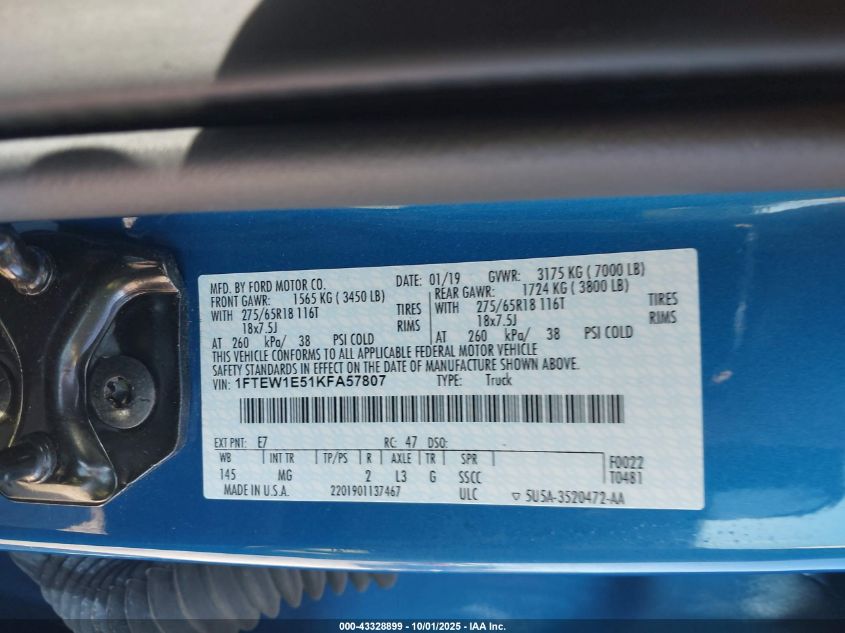 MFD. BY FORD MOTOR CO. DATE: 01/19 GVWR: 3175 KG ( 7000 LB)
FRONT GAWR: 1565 KG ( 3450 LB) REAR GAWR: 1724 KG ( 3800 LB)
WITH 275/65R18 116T TIRES WITH 275/65R18 116T TIRES
18x7.5J RIMS 18x7.5J RIMS
AT 260 kPa/ 38 PSI COLD AT 260 kPa/ 38 PSI COLD
THIS VEHICLE CONFORMS TO ALL APPLICABLE FEDERAL MOTOR VEHICLE
SAFETY STANDARDS IN EFFECT ON THE DATE OF MANUFACTURE SHOWN ABOVE.
VIN: 1FTEW1E51KFA57807 TYPE: Truck
EXT PNT: E7 RC: 47 DSO: -
WB INT TR TP/PS R AXLE TR SPR F0022
145 MG 2 L3 G SSCC T0481
MADE IN U.S.A. 2201901137467 ULC ▽ 5U5A-3520472-AA
000-43328899 - 10/01/2025 - IAA Inc.